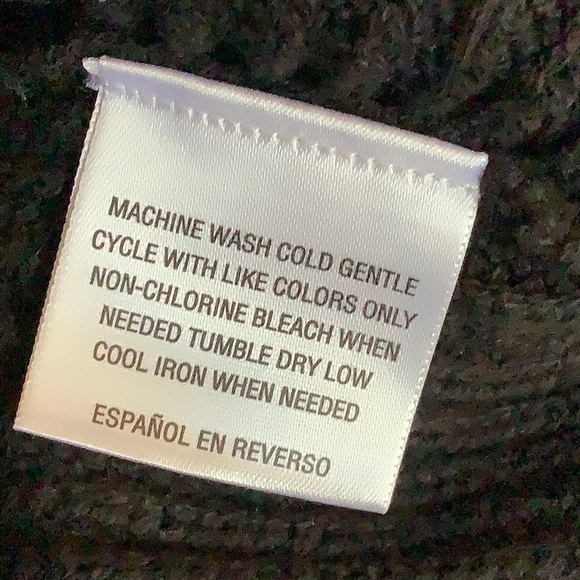 MACHINE WASH COLD GENTLE
CYCLE WITH LIKE COLORS ONLY
NON-CHLORINE BLEACH WHEN
NEEDED TUMBLE DRY LOW
COOL IRON WHEN NEEDED
ESPAÑOL EN REVERSO